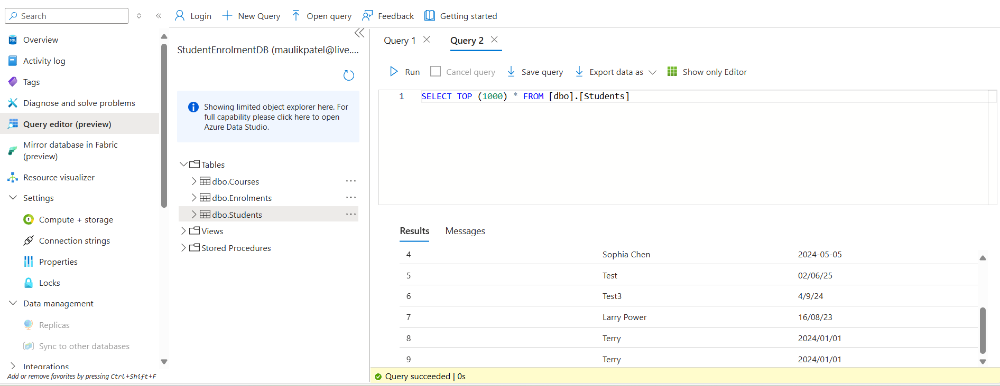 Search
Login
New Query
Open query
Feedback
Getting started
Overview
Activity log
Tags
Diagnose and solve problems
Query editor (preview)
Mirror database in Fabric
(preview)
Resource visualizer
Settings
Compute + storage
Connection strings
Properties
Locks
Data management
Replicas
Sync to other databases
Integrations
Add or remove favorites by pressing Ctrl+Shift+F
StudentEnrolmentDB (maulikpatel@live....
Showing limited object explorer here. For
full capability please click here to open
Azure Data Studio.
Tables
dbo.Courses ...
dbo.Enrolments ...
dbo.Students ...
Views
Stored Procedures
Query 1
Query 2
Run
Cancel query
Save query
Export data as
Show only Editor
1 SELECT TOP (1000) * FROM [dbo].[Students]
Results
Messages
4 Sophia Chen 2024-05-05
5 Test 02/06/25
6 Test3 4/9/24
7 Larry Power 16/08/23
8 Terry 2024/01/01
9 Terry 2024/01/01
Query succeeded | 0s